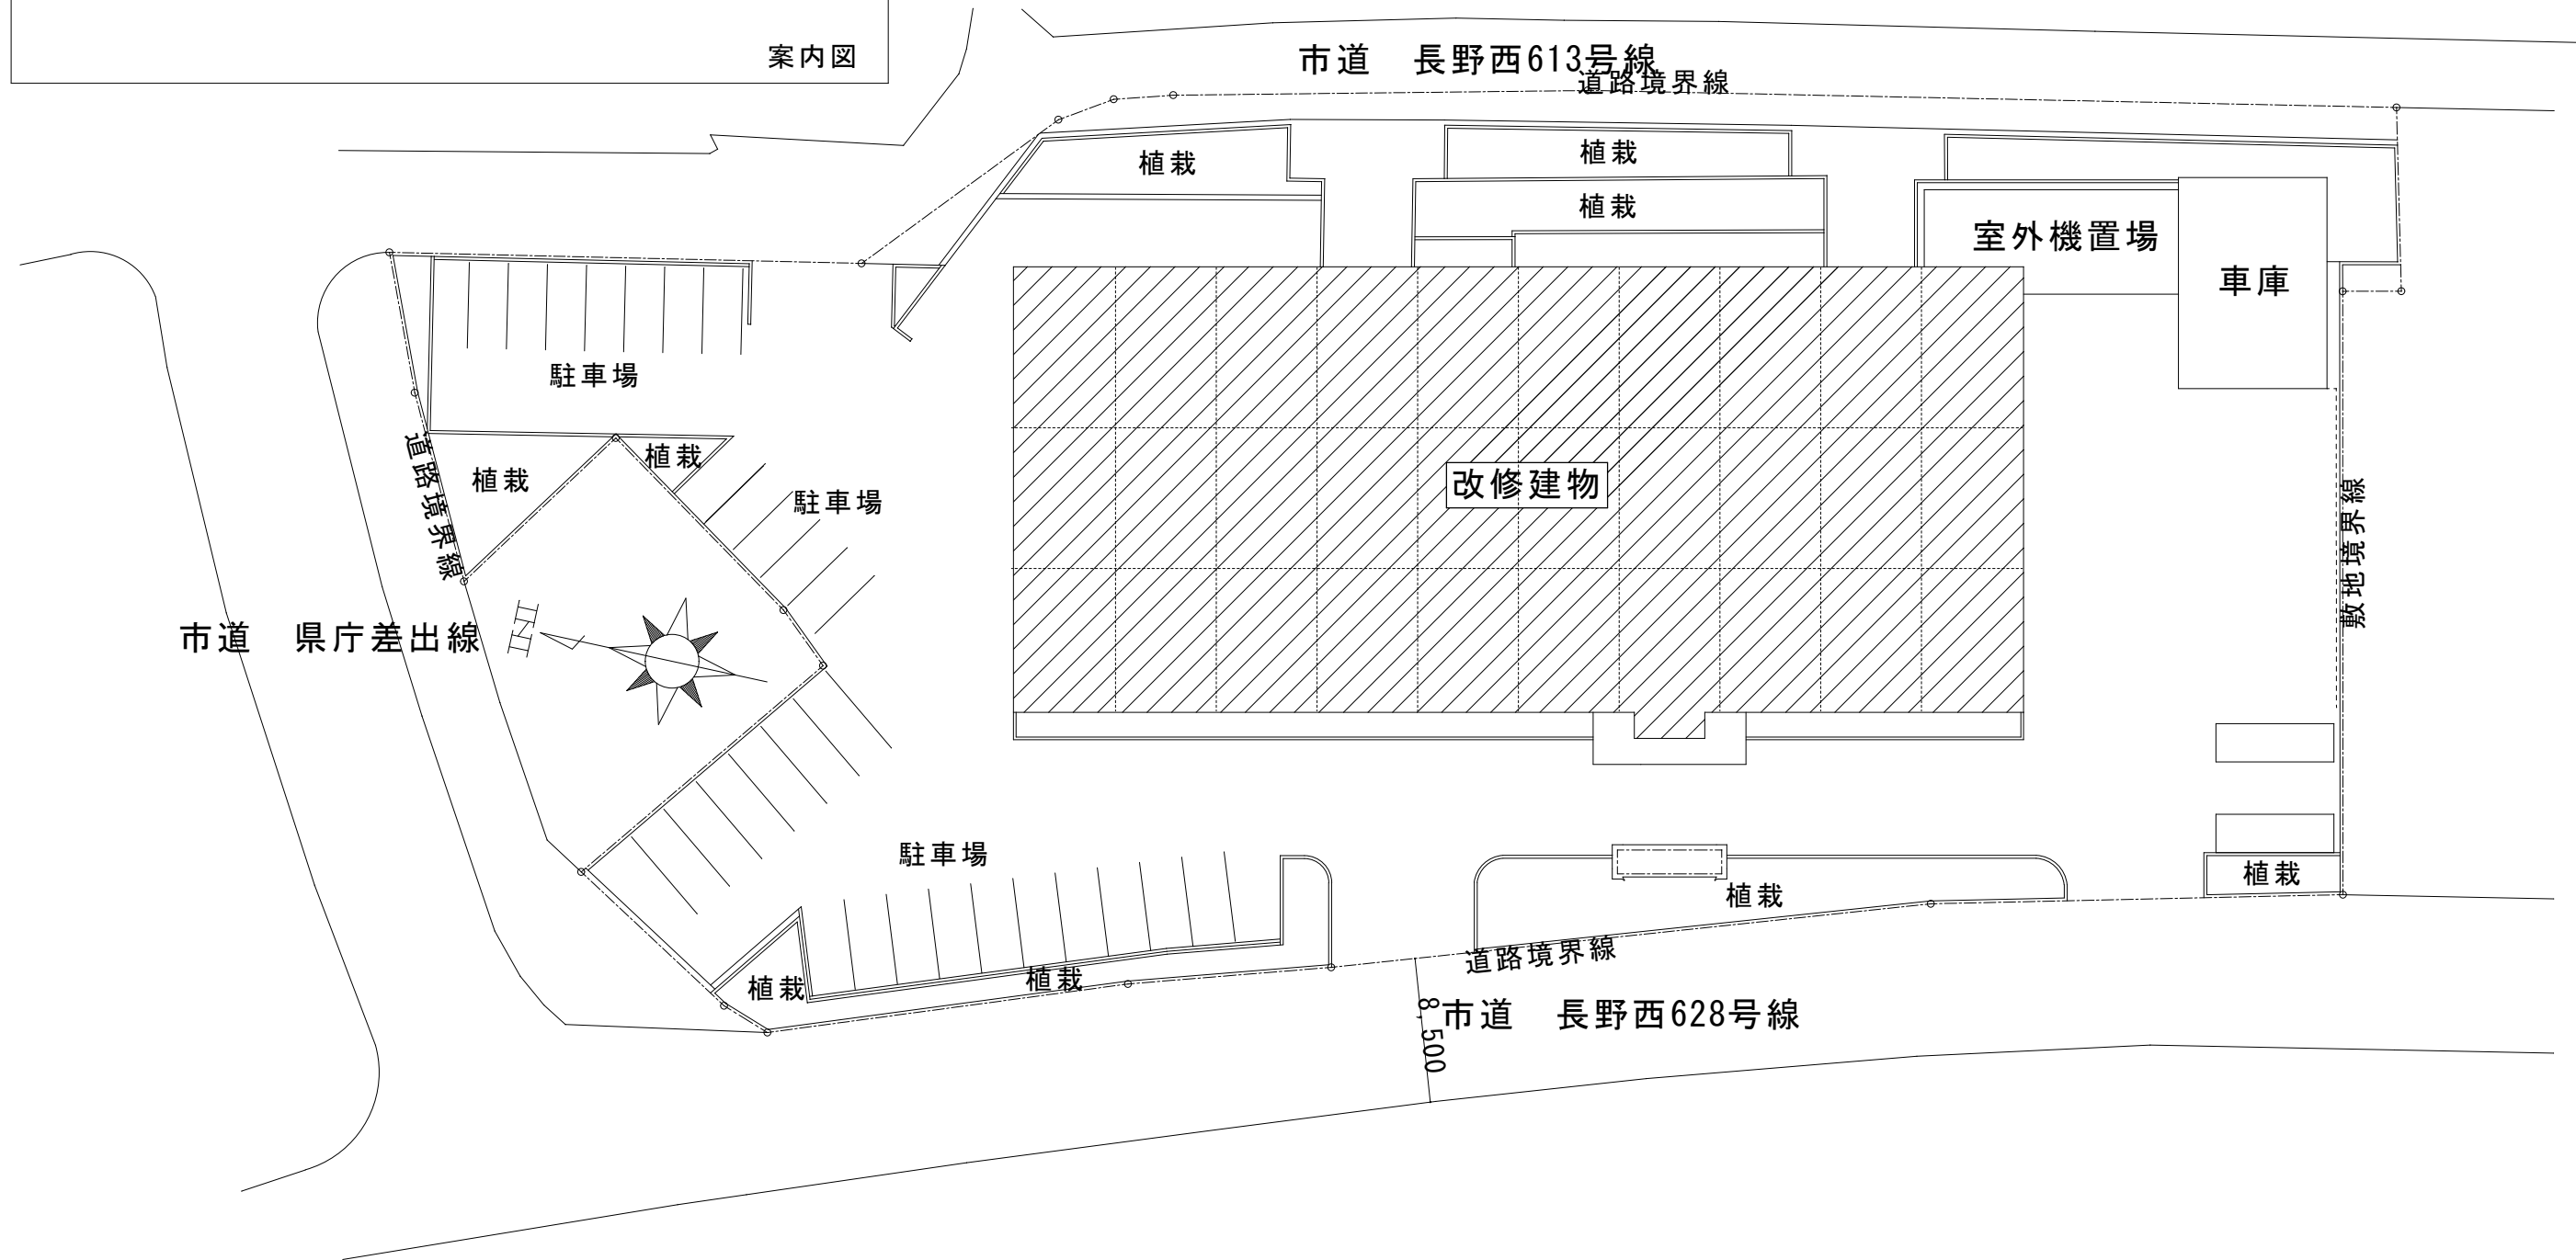 案内図
市道　長野西613号線
道路境界線
植栽
植栽
植栽
室外機置場
車庫
駐車場
植栽
植栽
駐車場
道路境界線
改修建物
敷地境界線
市道　県庁差出線
N
駐車場
植栽
植栽
植栽
植栽
道路境界線
市道　長野西628号線
8,500